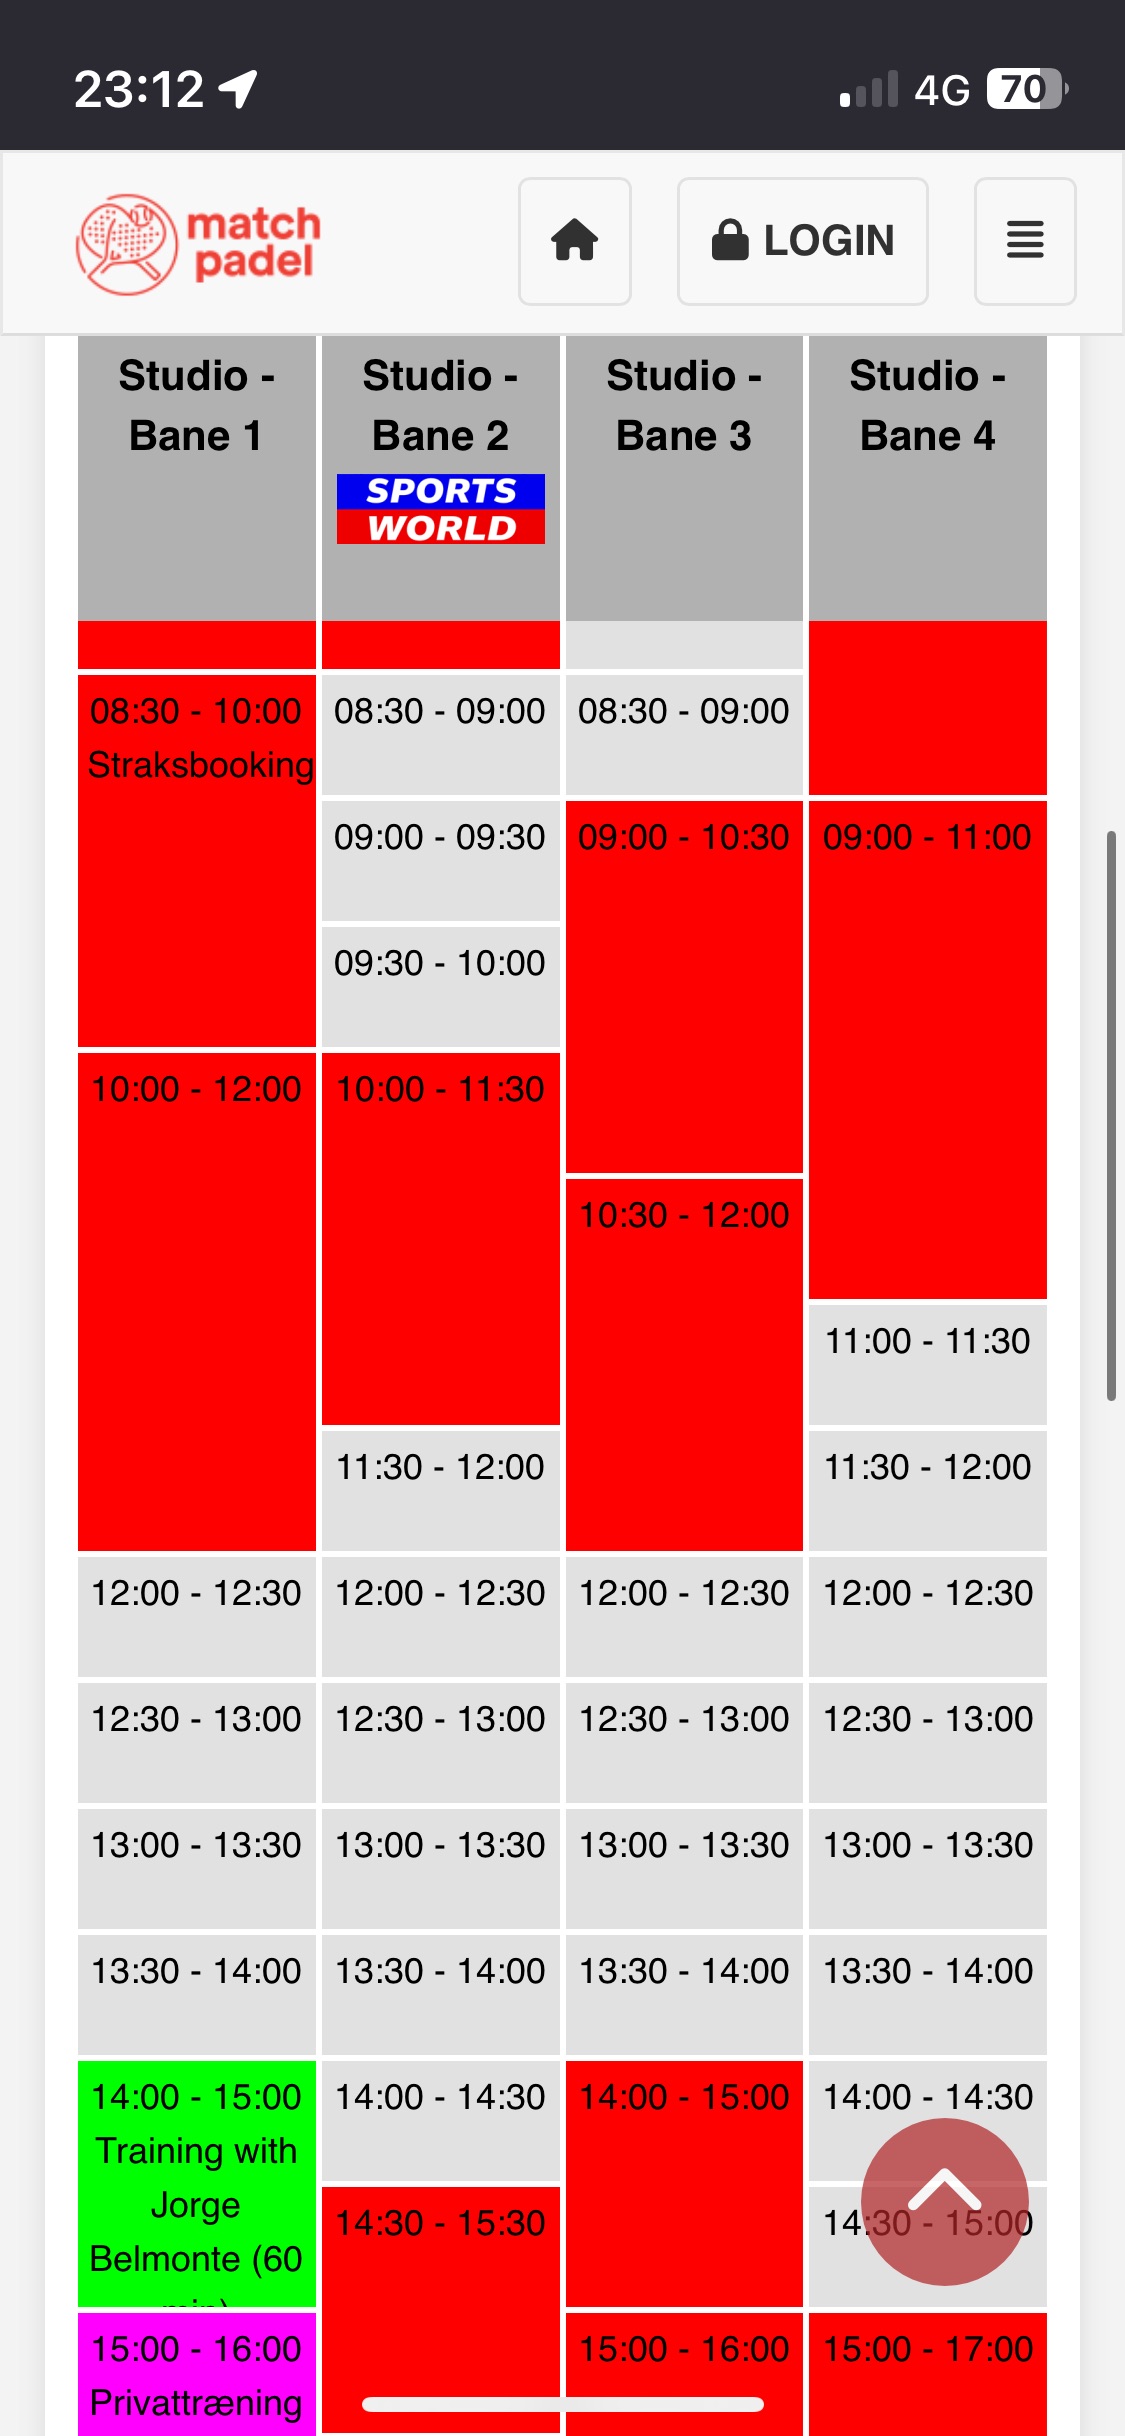 23:12
4G
70
match
padel
LOGIN
Studio -
Bane 1
Studio -
Bane 2
SPORTS
WORLD
Studio -
Bane 3
Studio -
Bane 4
08:30 - 10:00
Straksbooking
08:30 - 09:00
08:30 - 09:00
09:00 - 09:30
09:00 - 10:30
09:00 - 11:00
09:30 - 10:00
10:00 - 12:00
10:00 - 11:30
10:30 - 12:00
11:00 - 11:30
11:30 - 12:00
11:30 - 12:00
12:00 - 12:30
12:00 - 12:30
12:00 - 12:30
12:00 - 12:30
12:30 - 13:00
12:30 - 13:00
12:30 - 13:00
12:30 - 13:00
13:00 - 13:30
13:00 - 13:30
13:00 - 13:30
13:00 - 13:30
13:30 - 14:00
13:30 - 14:00
13:30 - 14:00
13:30 - 14:00
14:00 - 15:00
Training with
Jorge
Belmonte (60
min)
14:00 - 14:30
14:00 - 15:00
14:00 - 14:30
14:30 - 15:30
14:30 - 15:00
15:00 - 16:00
Privattræning
15:00 - 16:00
15:00 - 17:00